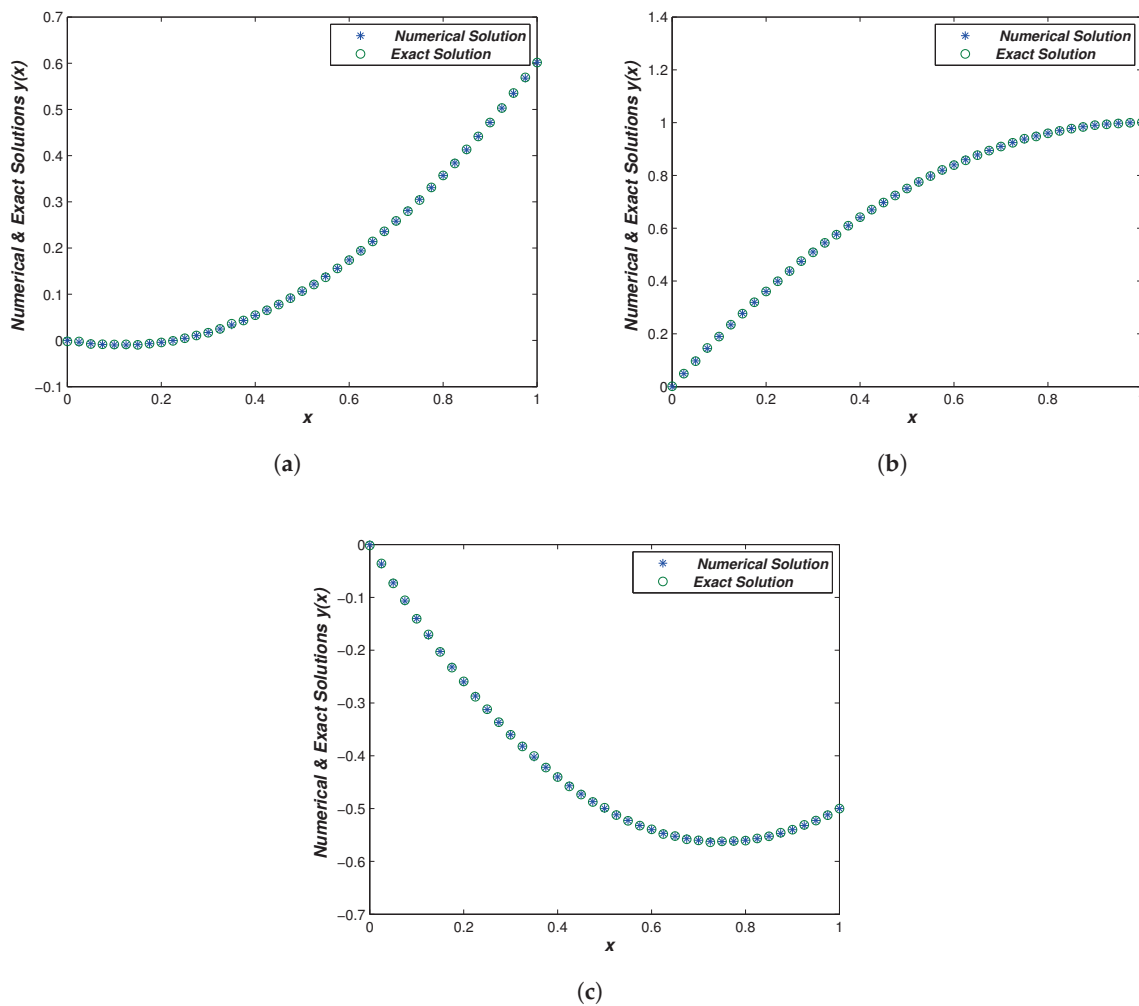 0.7
0.6
0.5
0.4
0.3
0.2
0.1
0
−0.1
Numerical & Exact Solutions y(x)
Numerical Solution
Exact Solution
0 0.2 0.4 0.6 0.8 1
x
(a)
1.4
1.2
1
0.8
0.6
0.4
0.2
0
Numerical & Exact Solutions y(x)
Numerical Solution
Exact Solution
0 0.2 0.4 0.6 0.8
x
(b)
0
−0.1
−0.2
−0.3
−0.4
−0.5
−0.6
−0.7
Numerical & Exact Solutions y(x)
Numerical Solution
Exact Solution
0 0.2 0.4 0.6 0.8 1
x
(c)